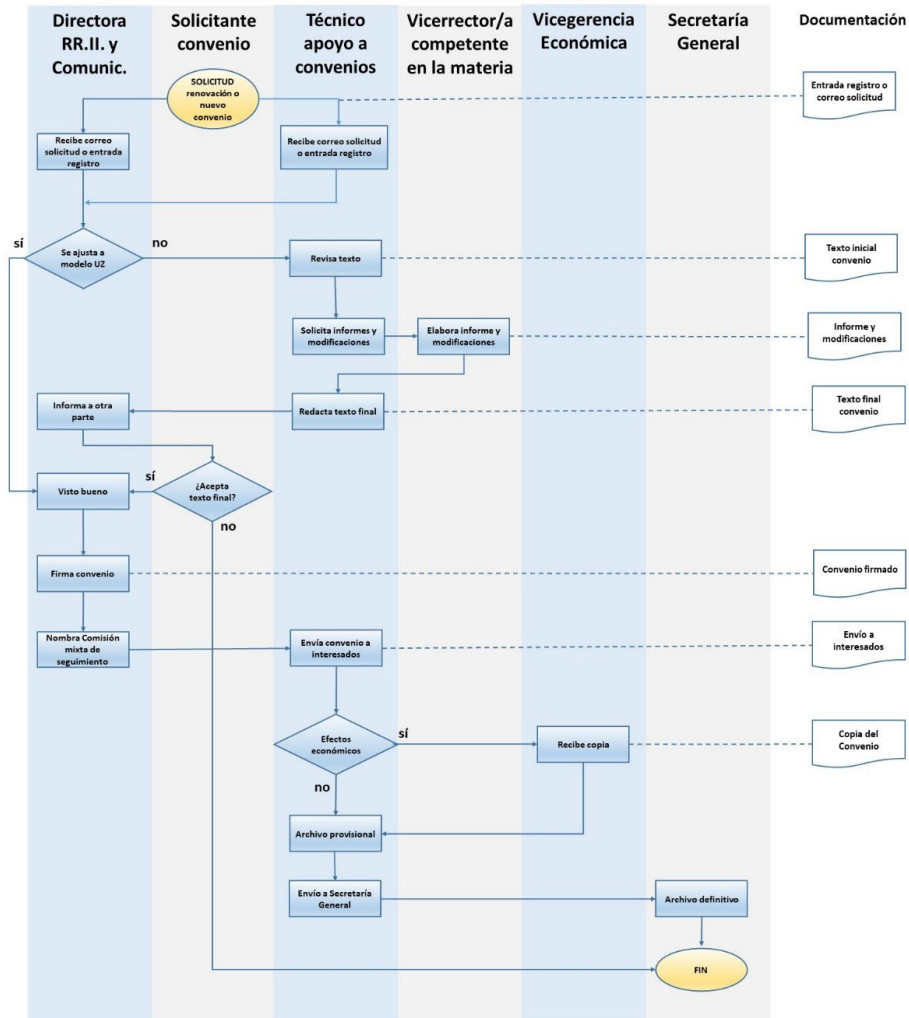 Directora
RR.II. y
Comunic.
Solicitante
convenio
Técnico
apoyo a
convenios
Vicerrector/a
competente
en la materia
Vicegerencia
Económica
Secretaría
General
Documentación
SOLICITUD
renovación o
nuevo
convenio
Entrada registro o
correo solicitud
Recibe correo
solicitud o entrada
registro
Recibe correo solicitud
o entrada registro
sí
Se ajusta a
modelo UZ
no
Revisa texto
Texto inicial
convenio
Solicita informes y
modificaciones
Elabora informe y
modificaciones
Informe y
modificaciones
Informa a otra
parte
Redacta texto final
Texto final
convenio
Visto bueno
sí
¿Acepta
texto final?
no
Firma convenio
Convenio firmado
Nombra Comisión
mixta de
seguimiento
Envía convenio a
interesados
Envío a
interesados
Efectos
económicos
sí
no
Recibe copia
Copia del
Convenio
Archivo provisional
Envío a Secretaría
General
Archivo definitivo
FIN